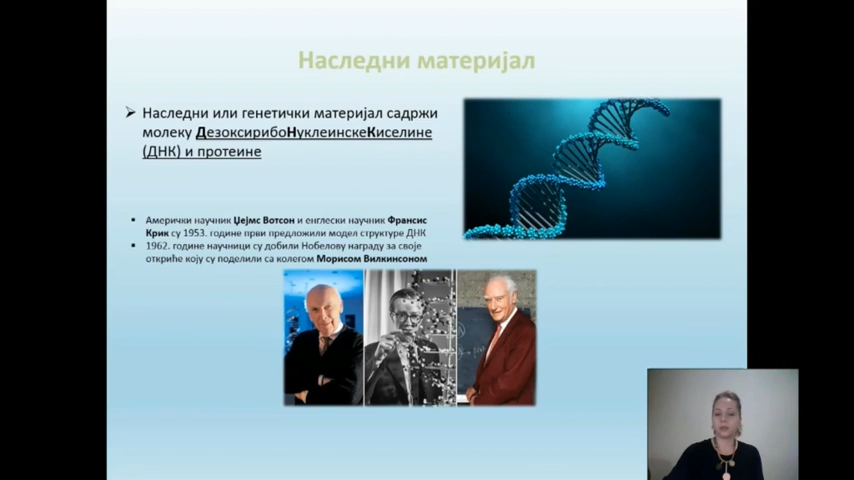 Наследни материјал
Наследни или генетички материјал садржи
молеку ДезоксирибоНуклеинскеКиселине
(ДНК) и протеине
Амерички научник Џејмс Вотсон и енглески научник Франсис
Крик су 1953. године први предложили модел структуре ДНК
1962. године научници су добили Нобелову награду за своје
откриће коју су поделили са колегом Морисом Вилкинсоном